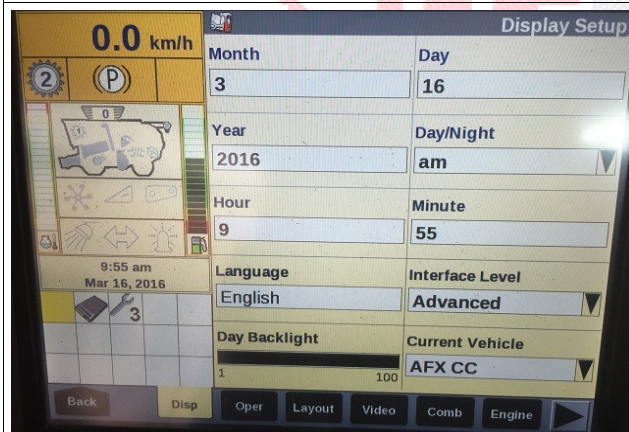 0.0 km/h
Display Setup
2
(P)
Month
Day
3
16
0
Year
Day/Night
2016
am
Hour
Minute
9
55
9:55 am
Mar 16, 2016
Language
Interface Level
English
Advanced
3
Day Backlight
Current Vehicle
1
100
AFX CC
Back
Disp
Oper
Layout
Video
Comb
Engine